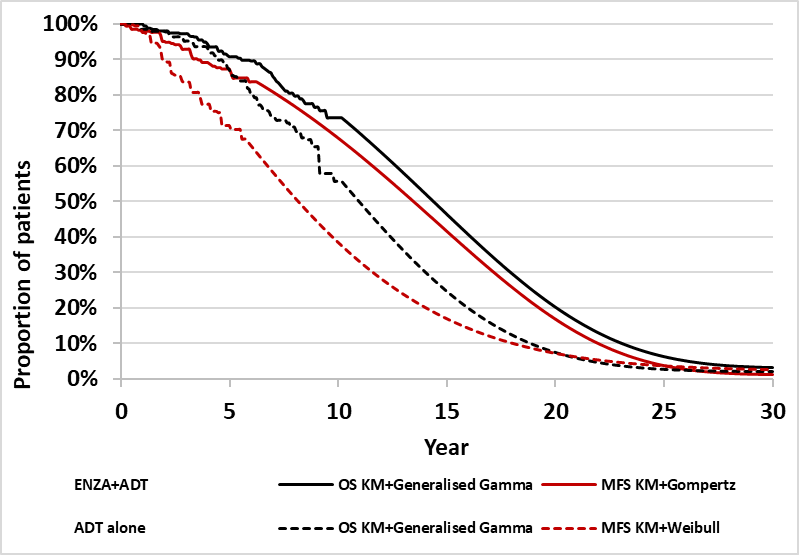 100%
90%
80%
70%
60%
50%
40%
30%
20%
10%
0%
Proportion of patients
0 5 10 15 20 25 30
Year
ENZA+ADT OS KM+Generalised Gamma MFS KM+Gompertz
ADT alone OS KM+Generalised Gamma MFS KM+Weibull